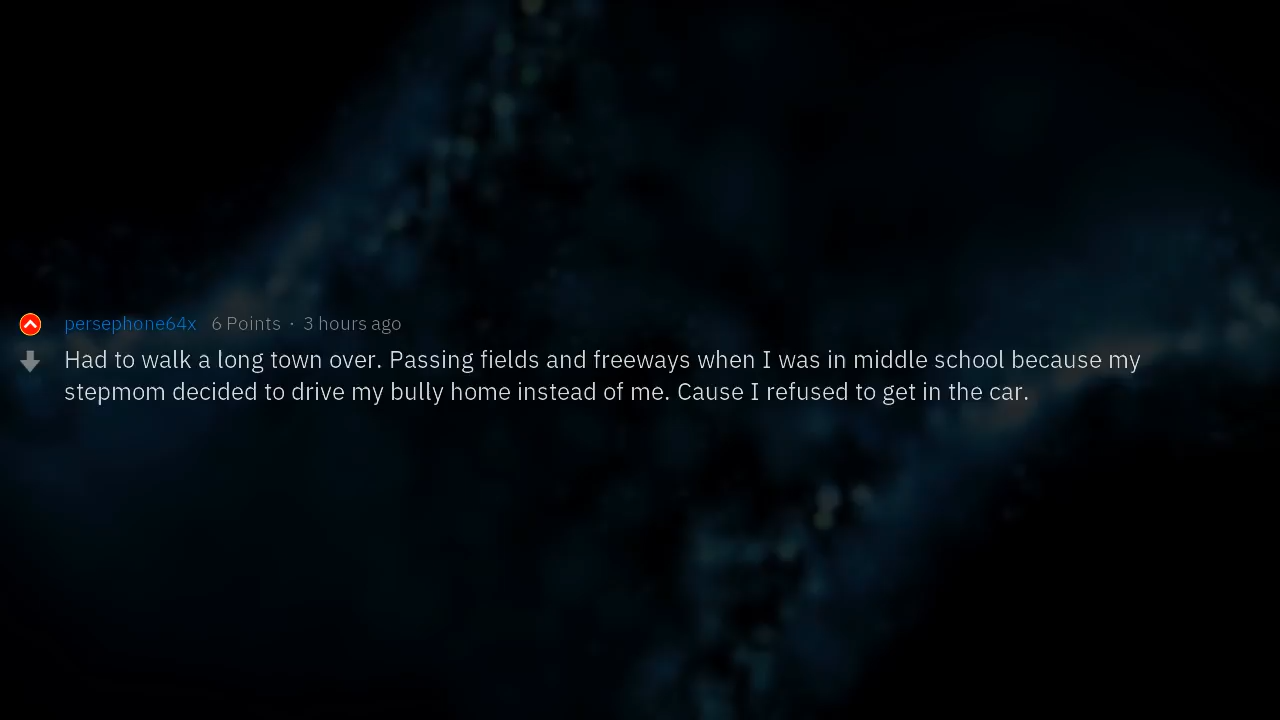 persephone64x 6 Points · 3 hours ago
Had to walk a long town over. Passing fields and freeways when I was in middle school because my
stepmom decided to drive my bully home instead of me. Cause I refused to get in the car.